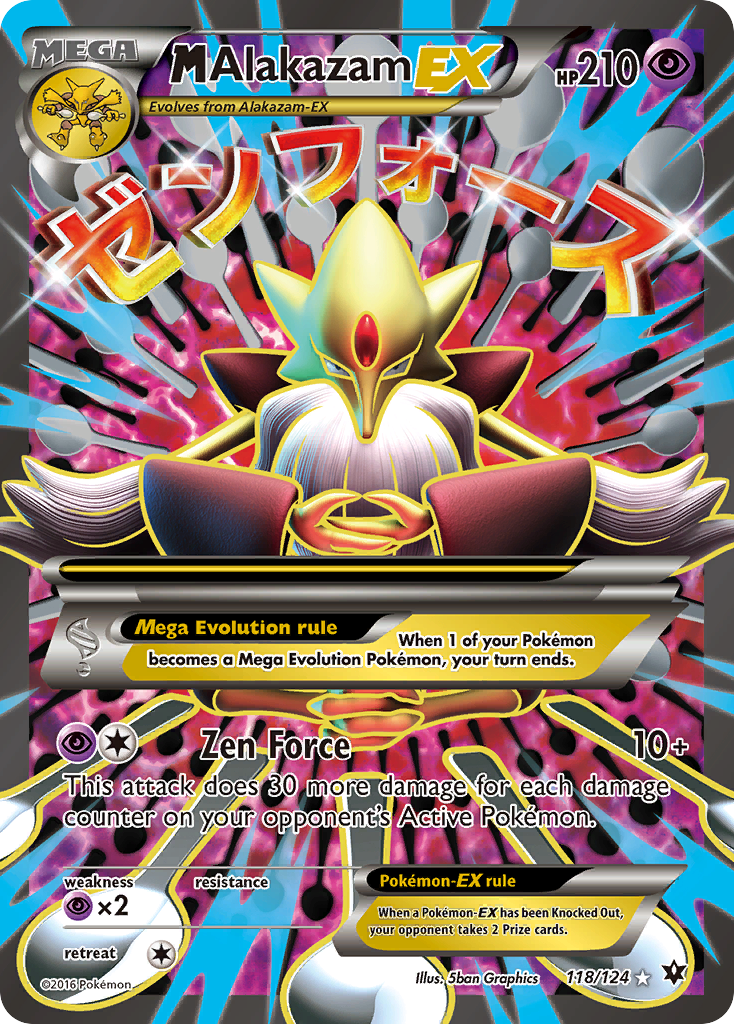 MEGA
MAlakazam EX
HP210
Evolves from Alakazam-EX
ゼンフォース
Mega Evolution rule
When 1 of your Pokémon
becomes a Mega Evolution Pokémon, your turn ends.
Zen Force 10+
This attack does 30 more damage for each damage
counter on your opponent's Active Pokémon.
weakness resistance
×2
retreat
Pokémon-EX rule
When a Pokémon-EX has been Knocked Out,
your opponent takes 2 Prize cards.
©2016 Pokémon
Illus. 5ban Graphics
118/124